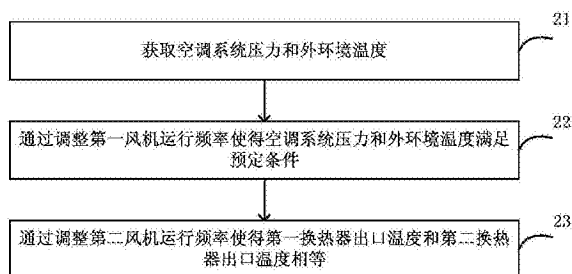 21
获取空调系统压力和外环境温度
22
通过调整第一风机运行频率使得空调系统压力和外环境温度满足
预定条件
23
通过调整第二风机运行频率使得第一换热器出口温度和第二换热
器出口温度相等